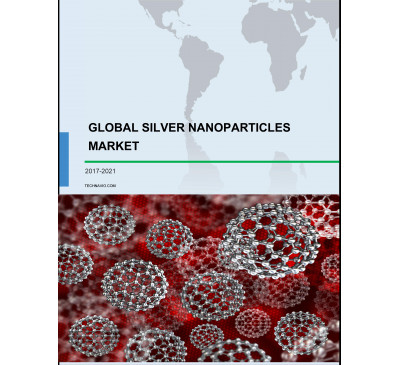 GLOBAL SILVER NANOPARTICLES
MARKET
2017-2021
TECHNAVIO.COM